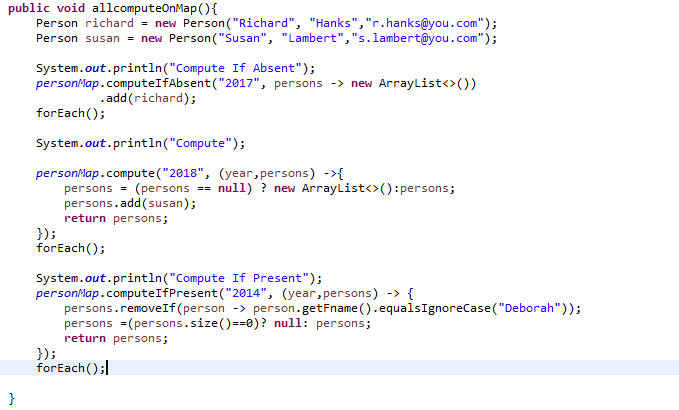 public void allcomputeOnMap(){
    Person richard = new Person("Richard", "Hanks","r.hanks@you.com");
    Person susan = new Person("Susan", "Lambert","s.lambert@you.com");

    System.out.println("Compute If Absent");
    personMap.computeIfAbsent("2017", persons -> new ArrayList<>())
             .add(richard);
    forEach();

    System.out.println("Compute");

    personMap.compute("2018", (year,persons) ->{
        persons = (persons == null) ? new ArrayList<>():persons;
        persons.add(susan);
        return persons;
    });
    forEach();

    System.out.println("Compute If Present");
    personMap.computeIfPresent("2014", (year,persons) -> {
        persons.removeIf(person -> person.getFname().equalsIgnoreCase("Deborah"));
        persons =(persons.size()==0)? null: persons;
        return persons;
    });
    forEach();

}